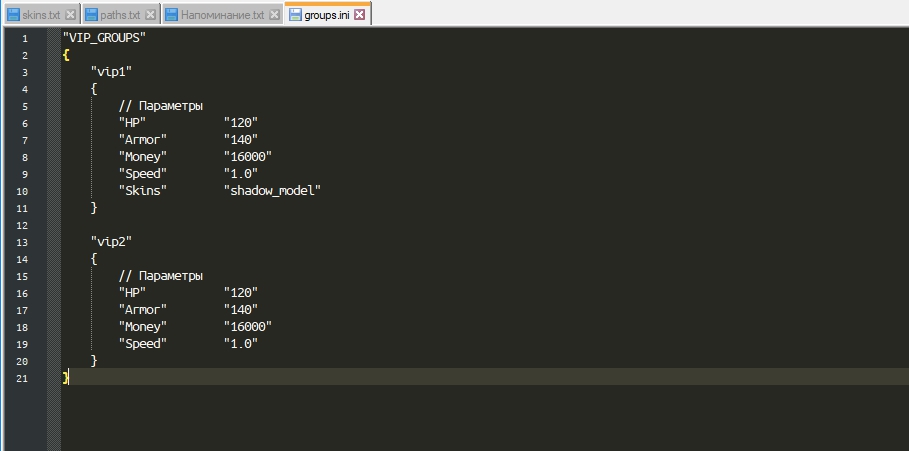 skins.txt paths.txt Напоминание.txt groups.ini
1 "VIP_GROUPS"
2 {
3 "vip1"
4 {
5 // Параметры
6 "HP" "120"
7 "Armor" "140"
8 "Money" "16000"
9 "Speed" "1.0"
10 "Skins" "shadow_model"
11 }
12
13 "vip2"
14 {
15 // Параметры
16 "HP" "120"
17 "Armor" "140"
18 "Money" "16000"
19 "Speed" "1.0"
20 }
21 }